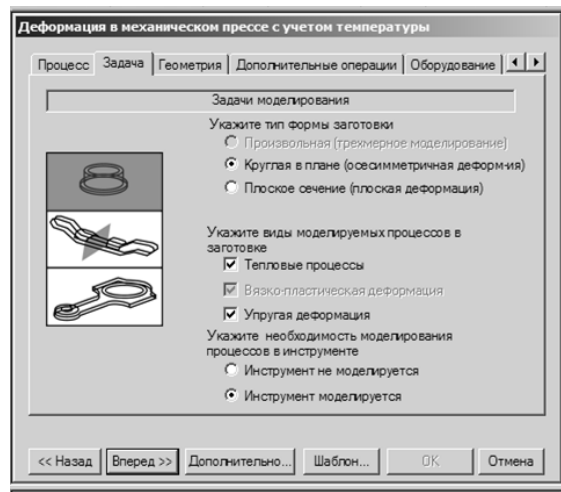 Деформация в механическом прессе с учетом температуры
Процесс Задача Геометрия Дополнительные операции Оборудование
Задачи моделирования
Укажите тип формы заготовки
Произвольная (трехмерное моделирование)
Круглая в плане (осесимметричная деформ-ия)
Плоское сечение (плоская деформация)
Укажите виды моделируемых процессов в
заготовке
Тепловые процессы
Вязко-пластическая деформация
Упругая деформация
Укажите необходимость моделирования
процессов в инструменте
Инструмент не моделируется
Инструмент моделируется
<< Назад Вперед >> Дополнительно... Шаблон... OK Отмена